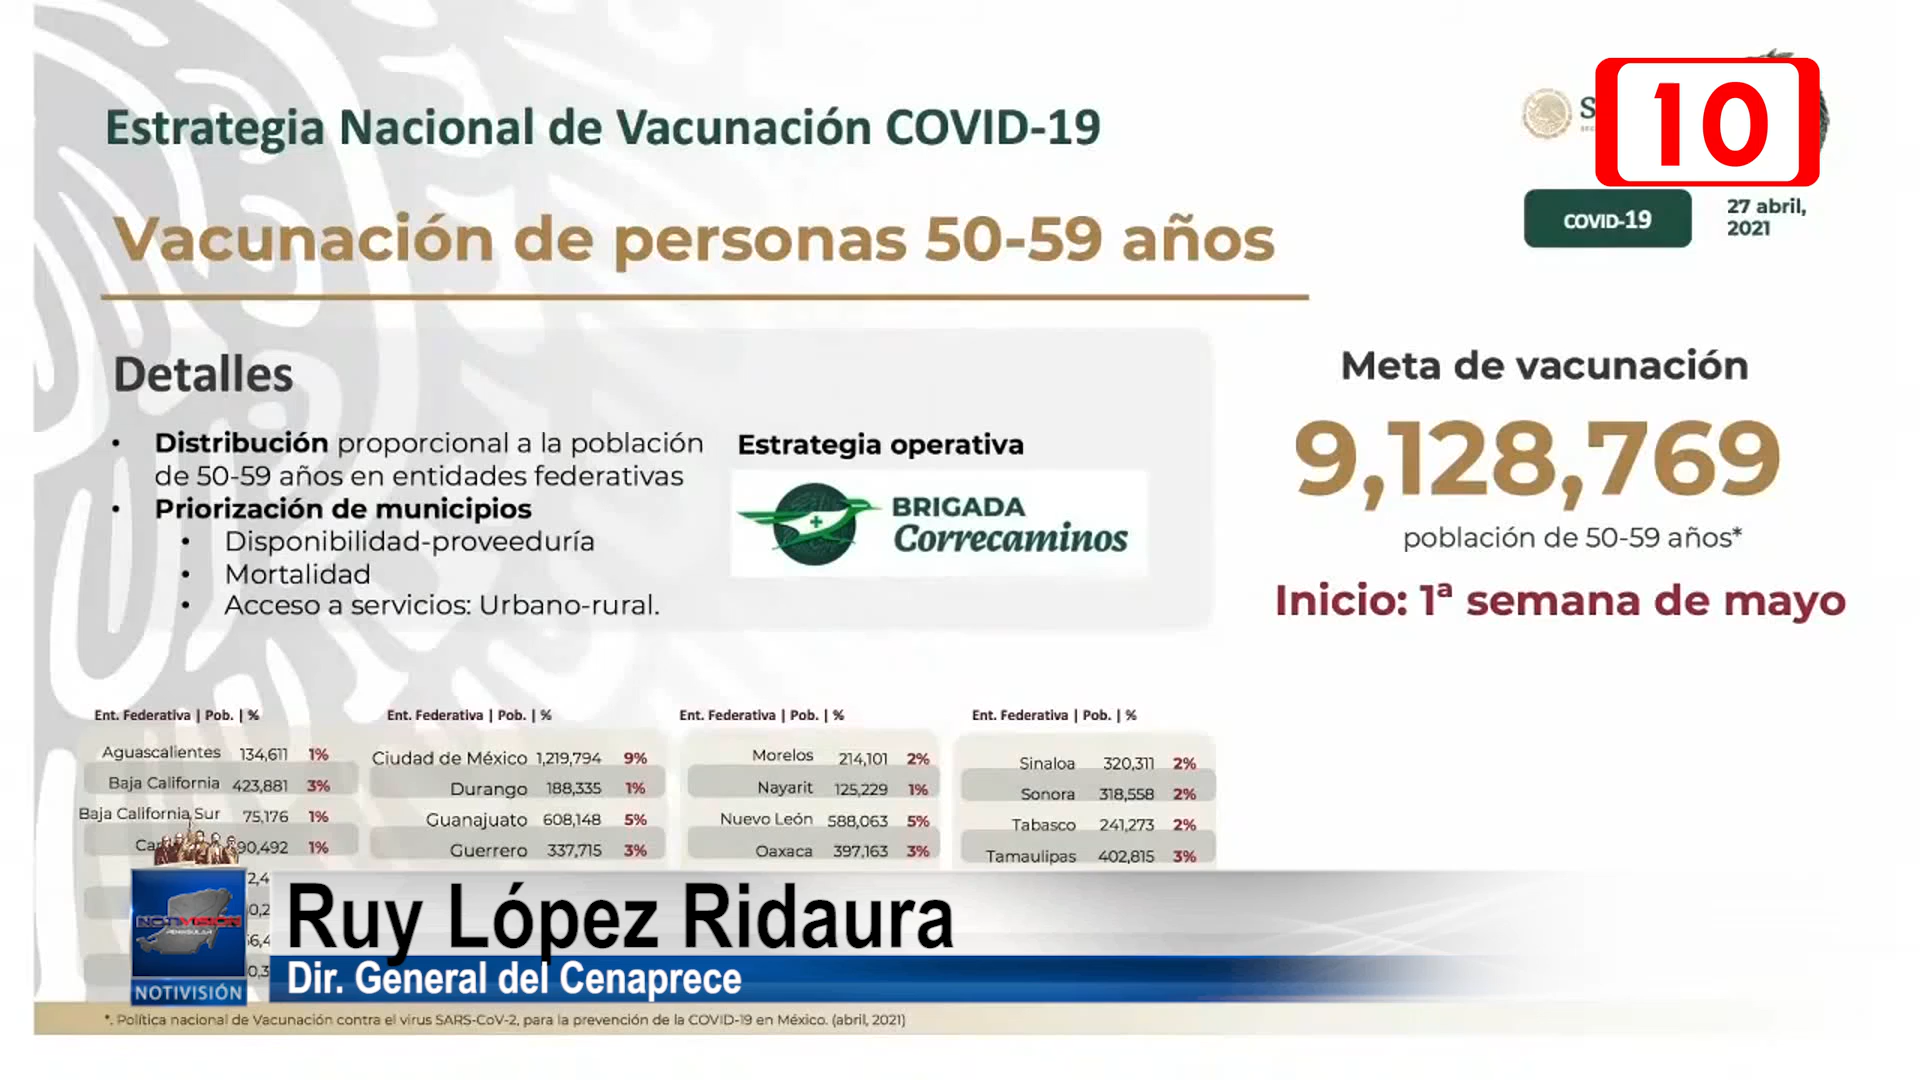 Estrategia Nacional de Vacunación COVID-19
10
COVID-19
27 abril,
2021
Vacunación de personas 50-59 años
Detalles
• Distribución proporcional a la población
de 50-59 años en entidades federativas
• Priorización de municipios
• Disponibilidad-proveeduría
• Mortalidad
• Acceso a servicios: Urbano-rural.
Estrategia operativa
BRIGADA
Correcaminos
Meta de vacunación
9,128,769
población de 50-59 años*
Inicio: 1ª semana de mayo
Ent. Federativa | Pob. | %
Aguascalientes 134,611 1%
Baja California 423,881 3%
Baja California Sur 75,176 1%
90,492 1%
Ent. Federativa | Pob. | %
Ciudad de México 1,219,794 9%
Durango 188,335 1%
Guanajuato 608,148 5%
Guerrero 337,715 3%
Ent. Federativa | Pob. | %
Morelos 214,101 2%
Nayarit 125,229 1%
Nuevo León 588,063 5%
Oaxaca 397,163 3%
Ent. Federativa | Pob. | %
Sinaloa 320,311 2%
Sonora 318,558 2%
Tabasco 241,273 2%
Tamaulipas 402,815 3%
NOTIVISIÓN
PENINSULAR
NOTIVISIÓN
Ruy López Ridaura
Dir. General del Cenaprece
*. Política nacional de Vacunación contra el virus SARS-CoV-2, para la prevención de la COVID-19 en México. (abril, 2021)